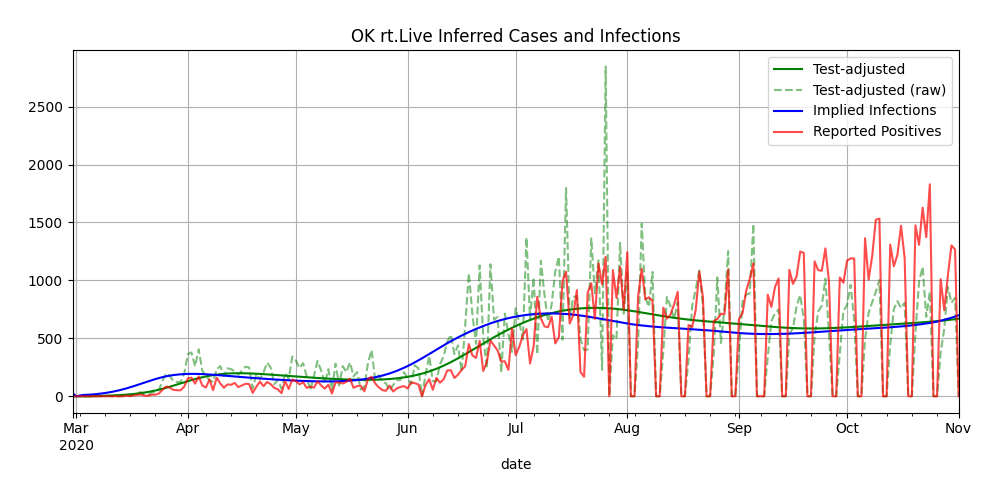 OK rt.Live Inferred Cases and Infections
Test-adjusted
Test-adjusted (raw)
Implied Infections
Reported Positives
2500
2000
1500
1000
500
0
Mar Apr May Jun Jul Aug Sep Oct Nov
2020
date